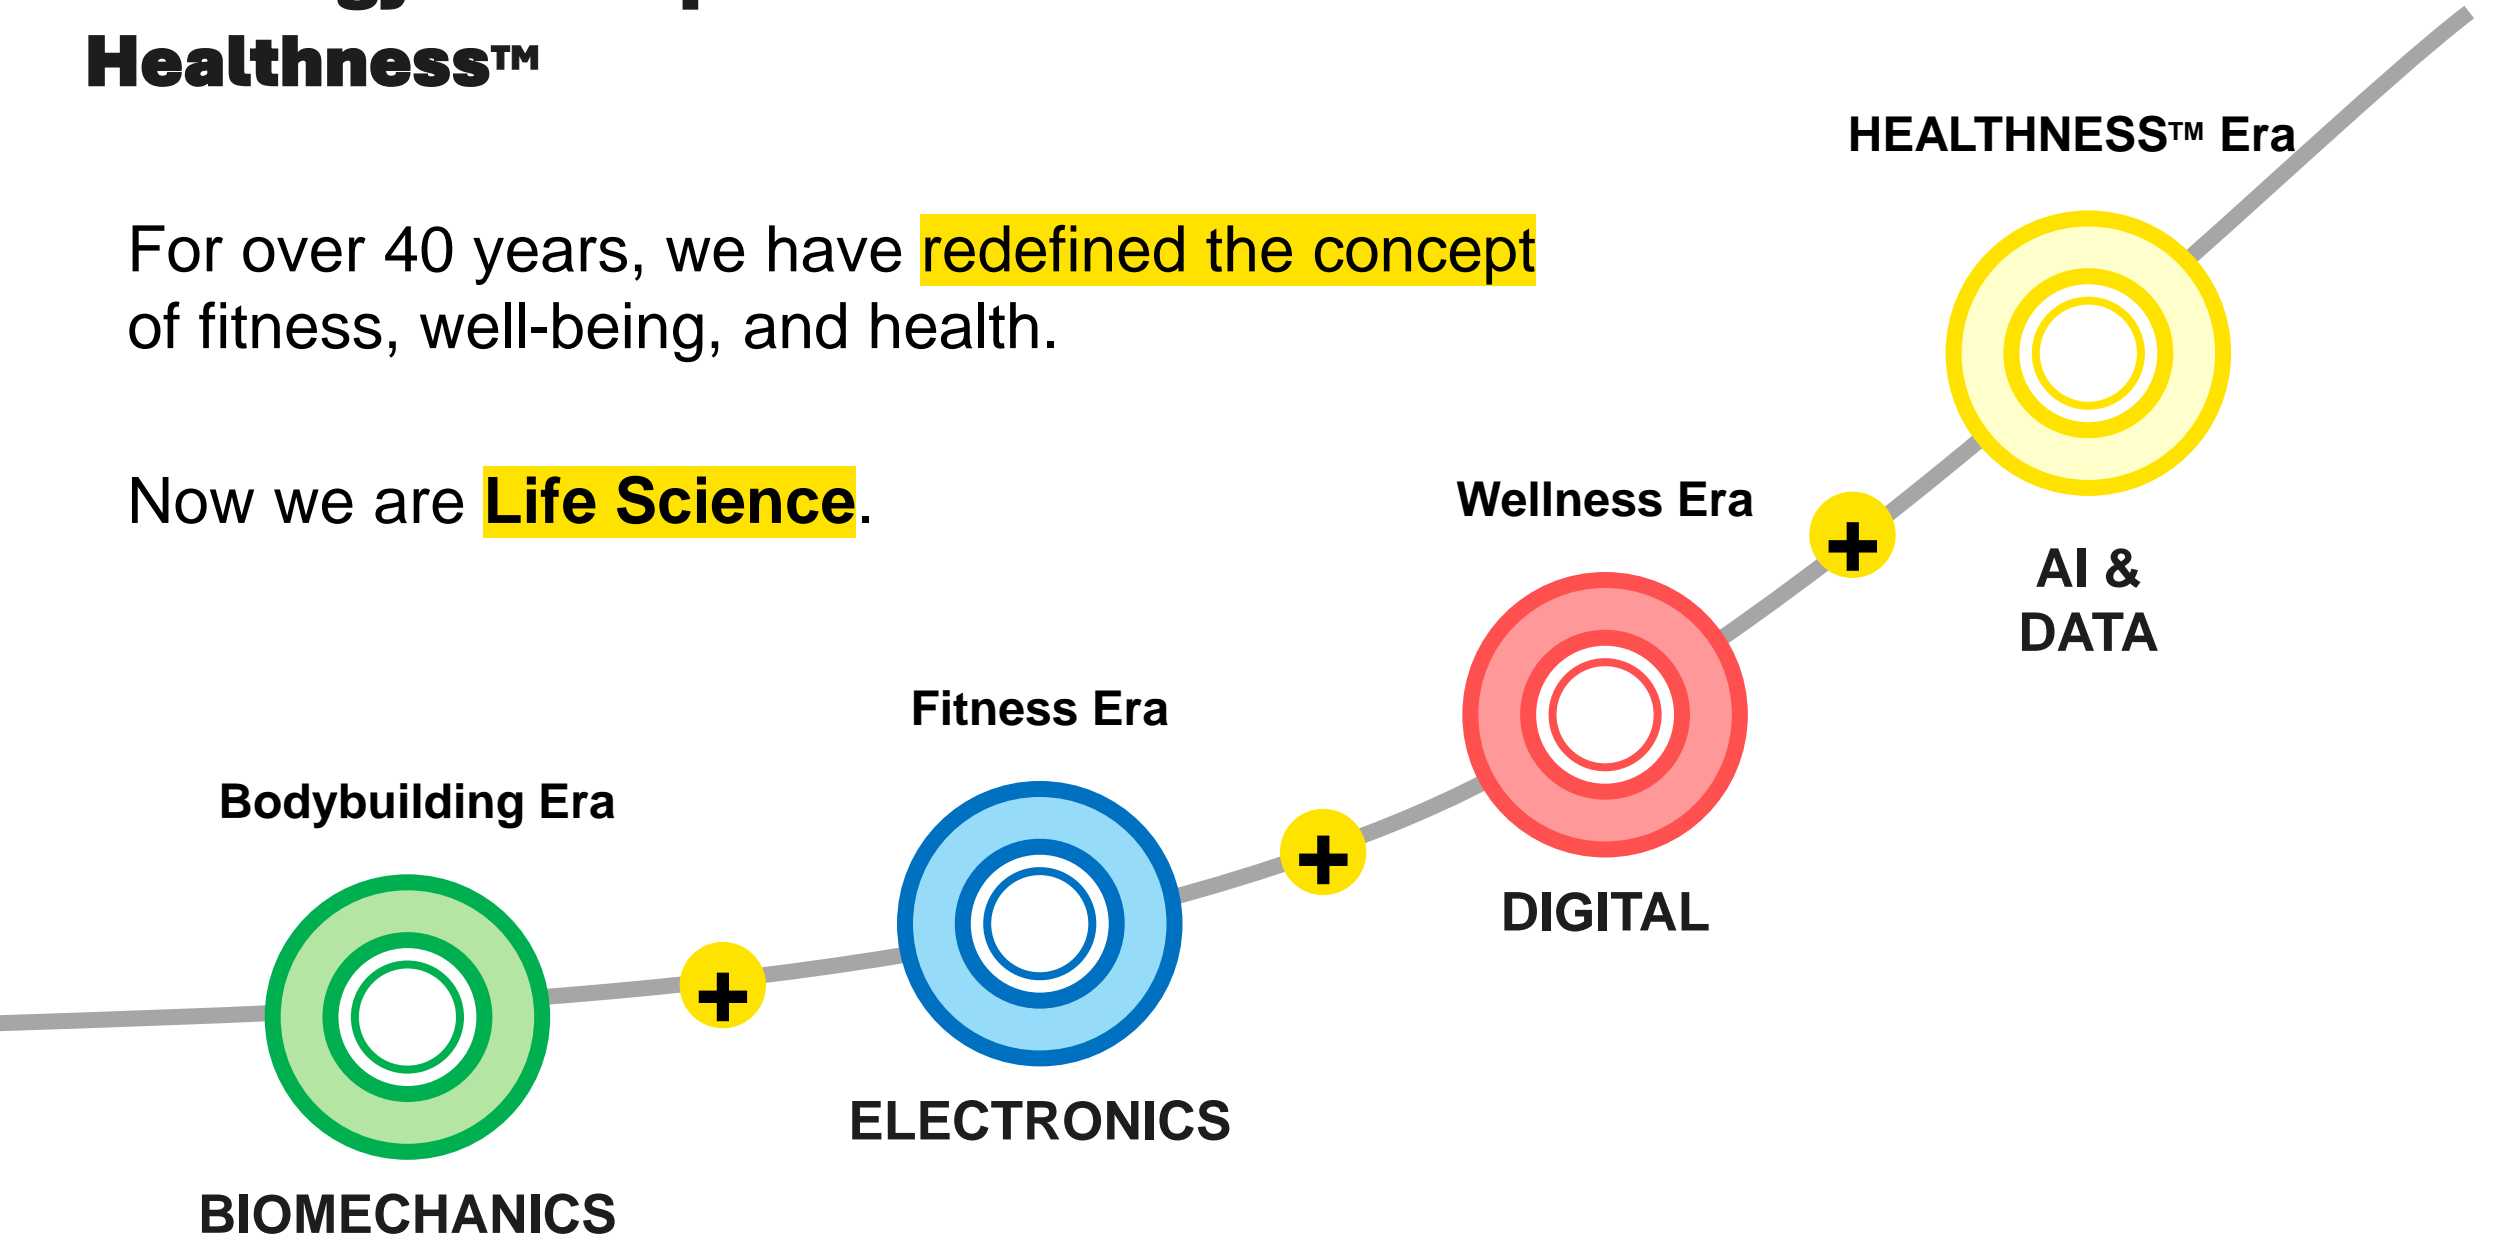 Healthness™
HEALTHNESS™ Era
For over 40 years, we have redefined the concept
of fitness, well-being, and health.
Now we are Life Science.
Wellness Era
+
AI &
DATA
Fitness Era
Bodybuilding Era
+
DIGITAL
+
ELECTRONICS
BIOMECHANICS